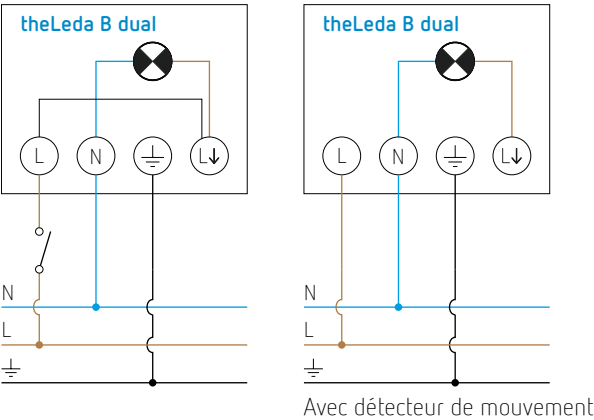 theLeda B dual
L N L↓
N
L
theLeda B dual
L N L↓
N
L
Avec détecteur de mouvement